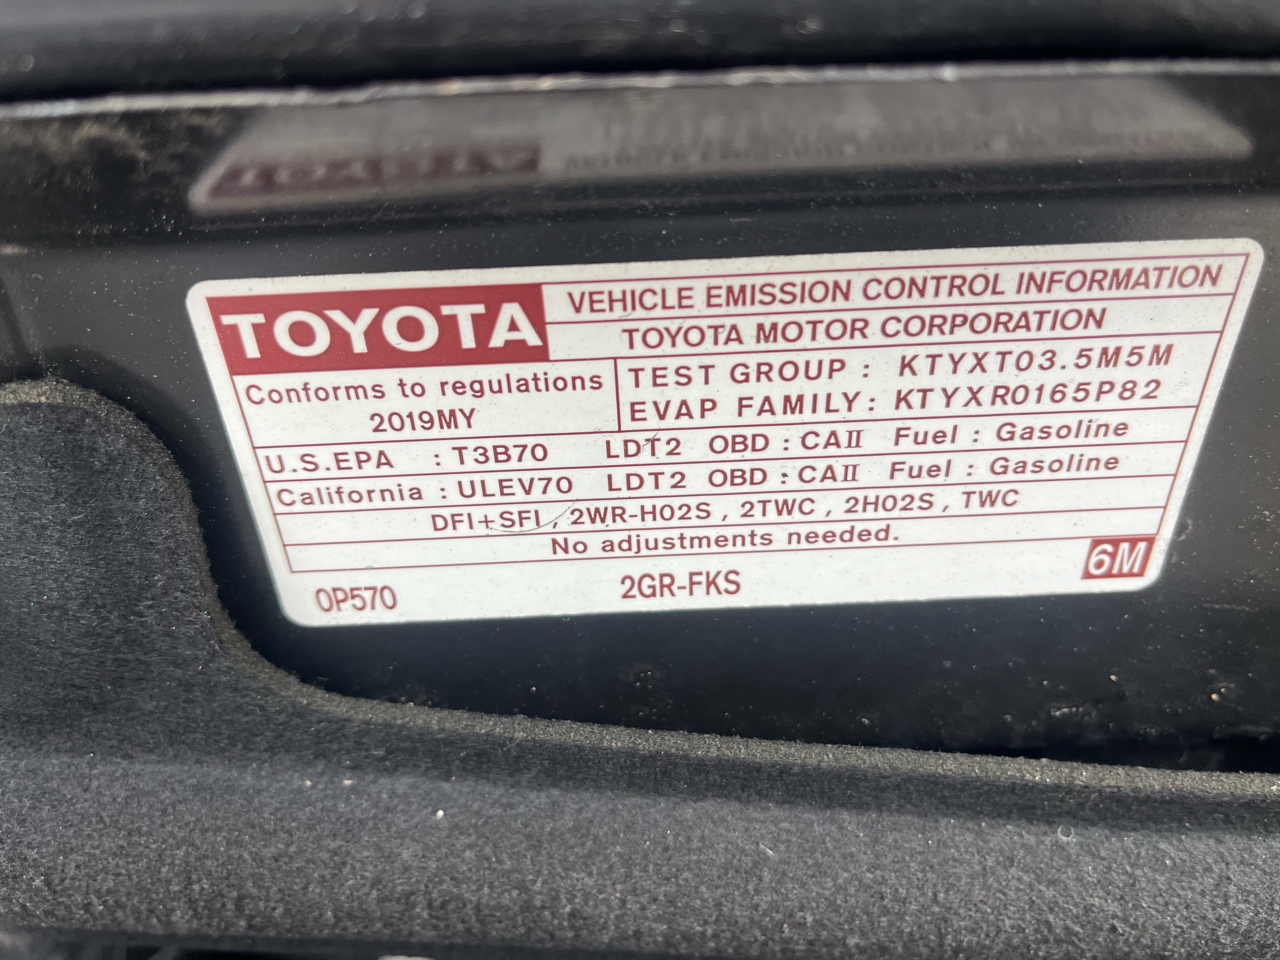 TOYOTA
VEHICLE EMISSION CONTROL INFORMATION
TOYOTA MOTOR CORPORATION
Conforms to regulations
2019MY
TEST GROUP : KTYXT03.5M5M
EVAP FAMILY: KTYXR0165P82
U.S.EPA : T3B70 LDT2 OBD : CAII Fuel : Gasoline
California : ULEV70 LDT2 OBD : CAII Fuel : Gasoline
DFI+SFI , 2WR-HO2S , 2TWC , 2HO2S , TWC
No adjustments needed.
0P570 2GR-FKS 6M